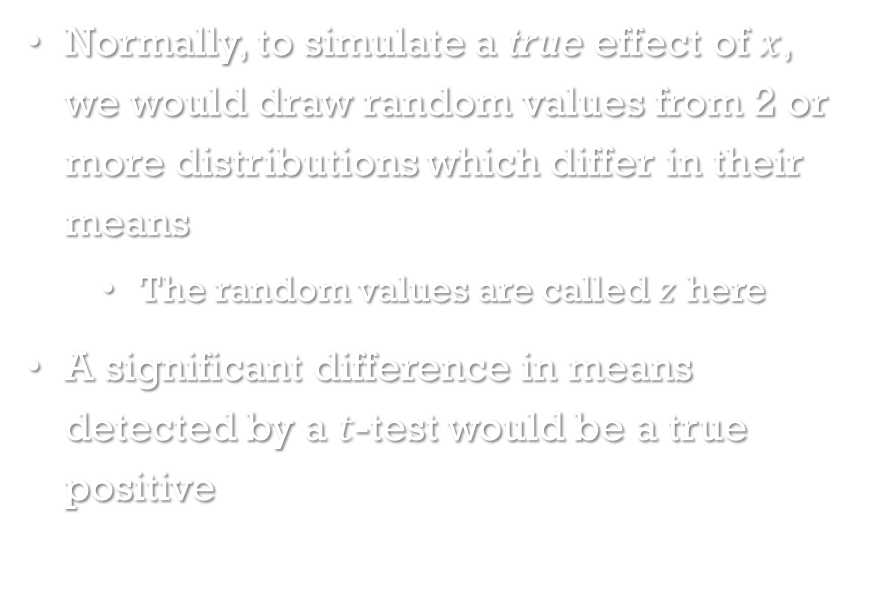 • Normally, to simulate a true effect of x,
we would draw random values from 2 or
more distributions which differ in their
means
• The random values are called z here
• A significant difference in means
detected by a t-test would be a true
positive